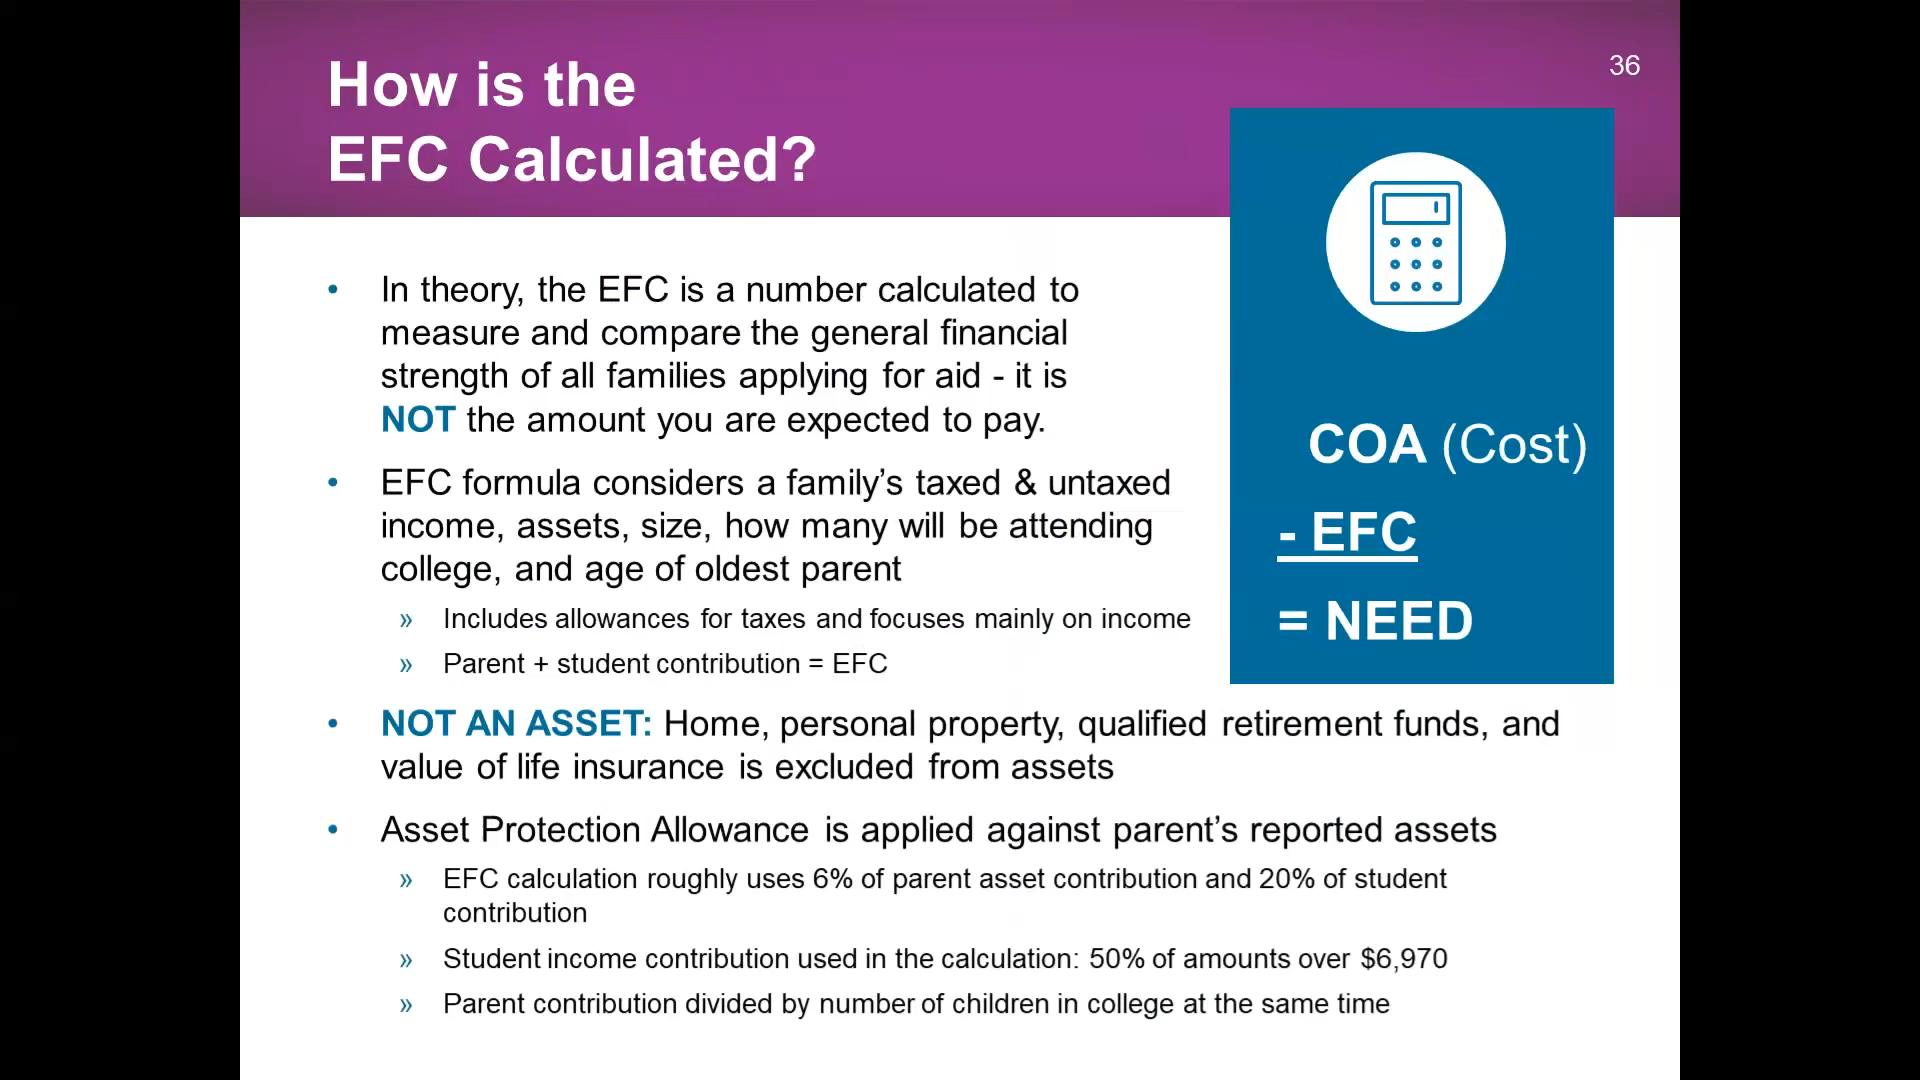 How is the
EFC Calculated?
36
• In theory, the EFC is a number calculated to
measure and compare the general financial
strength of all families applying for aid - it is
NOT the amount you are expected to pay.
• EFC formula considers a family’s taxed & untaxed
income, assets, size, how many will be attending
college, and age of oldest parent
» Includes allowances for taxes and focuses mainly on income
» Parent + student contribution = EFC
• NOT AN ASSET: Home, personal property, qualified retirement funds, and
value of life insurance is excluded from assets
• Asset Protection Allowance is applied against parent’s reported assets
» EFC calculation roughly uses 6% of parent asset contribution and 20% of student
contribution
» Student income contribution used in the calculation: 50% of amounts over $6,970
» Parent contribution divided by number of children in college at the same time
COA (Cost)
- EFC
= NEED